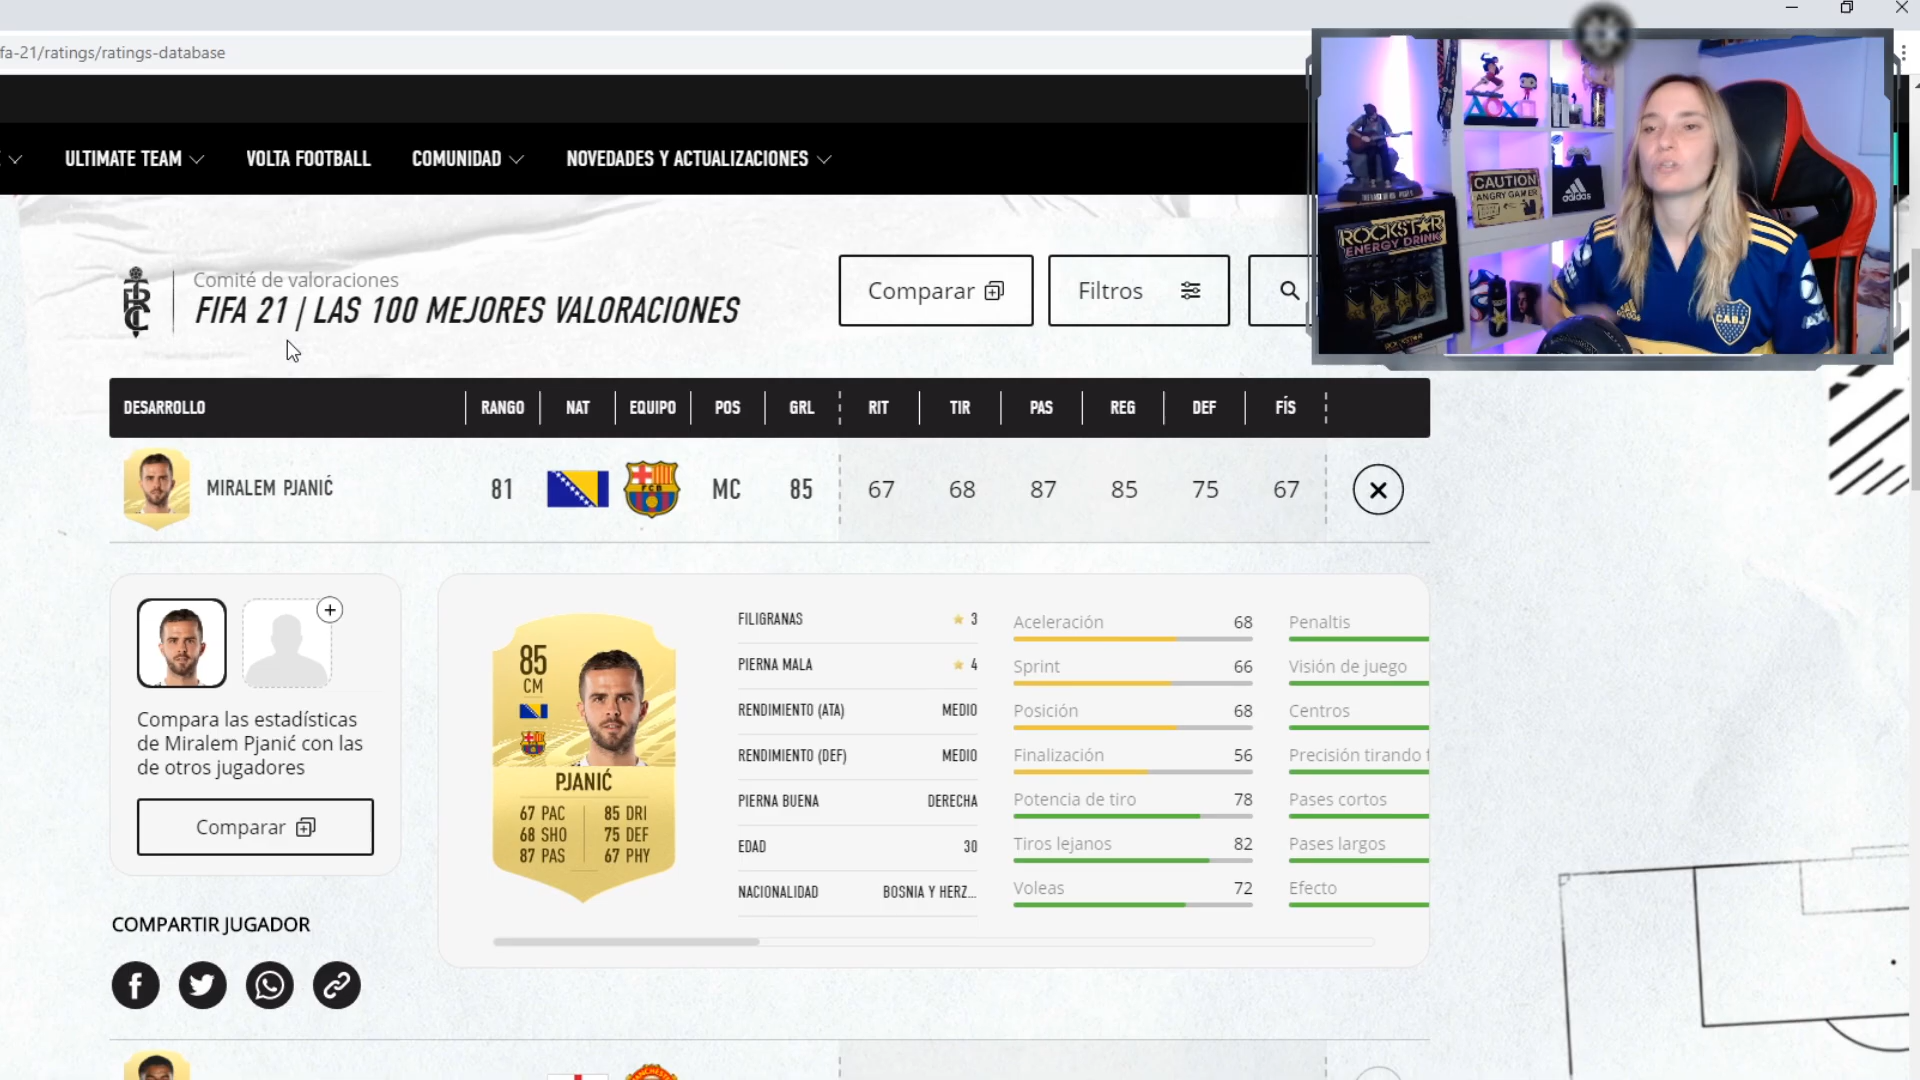 fa-21/ratings/ratings-database
ULTIMATE TEAM
VOLTA FOOTBALL
COMUNIDAD
NOVEDADES Y ACTUALIZACIONES
Comité de valoraciones
FIFA 21 | LAS 100 MEJORES VALORACIONES
Comparar
Filtros
CAUTION
ANGRY GAMER
adidas
ROCKSTAR
ENERGY DRINK
CABJ
DESARROLLO RANGO NAT EQUIPO POS GRL RIT TIR PAS REG DEF FÍS
MIRALEM PJANIĆ 81 MC 85 67 68 87 85 75 67
FCB
Compara las estadísticas
de Miralem Pjanić con las
de otros jugadores
Comparar
COMPARTIR JUGADOR
85
CM
PJANIĆ
67 PAC 85 DRI
68 SHO 75 DEF
87 PAS 67 PHY
FILIGRANAS 3
PIERNA MALA 4
RENDIMIENTO (ATA) MEDIO
RENDIMIENTO (DEF) MEDIO
PIERNA BUENA DERECHA
EDAD 30
NACIONALIDAD BOSNIA Y HERZ...
Aceleración 68
Sprint 66
Posición 68
Finalización 56
Potencia de tiro 78
Tiros lejanos 82
Voleas 72
Penaltis
Visión de juego
Centros
Precisión tirando f
Pases cortos
Pases largos
Efecto